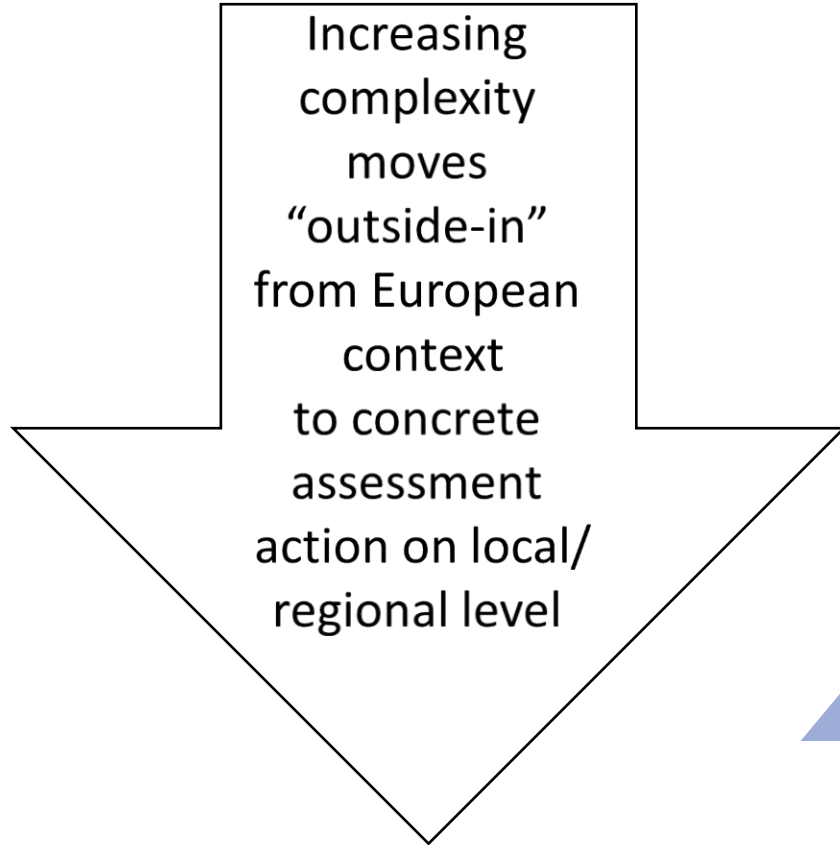 Increasing
complexity
moves
“outside-in”
from European
context
to concrete
assessment
action on local/
regional level